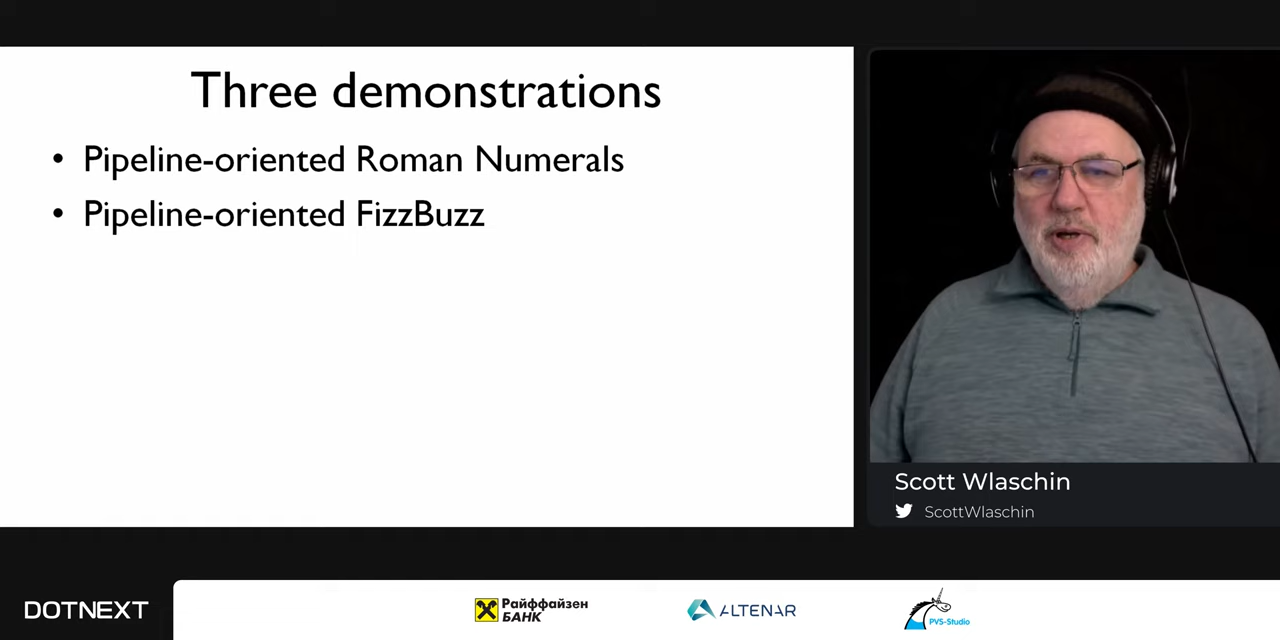 Three demonstrations
• Pipeline-oriented Roman Numerals
• Pipeline-oriented FizzBuzz
Scott Wlaschin
ScottWlaschin
DOTNEXT
Райффайзен
БАНК
ALTENAR
PVS-Studio